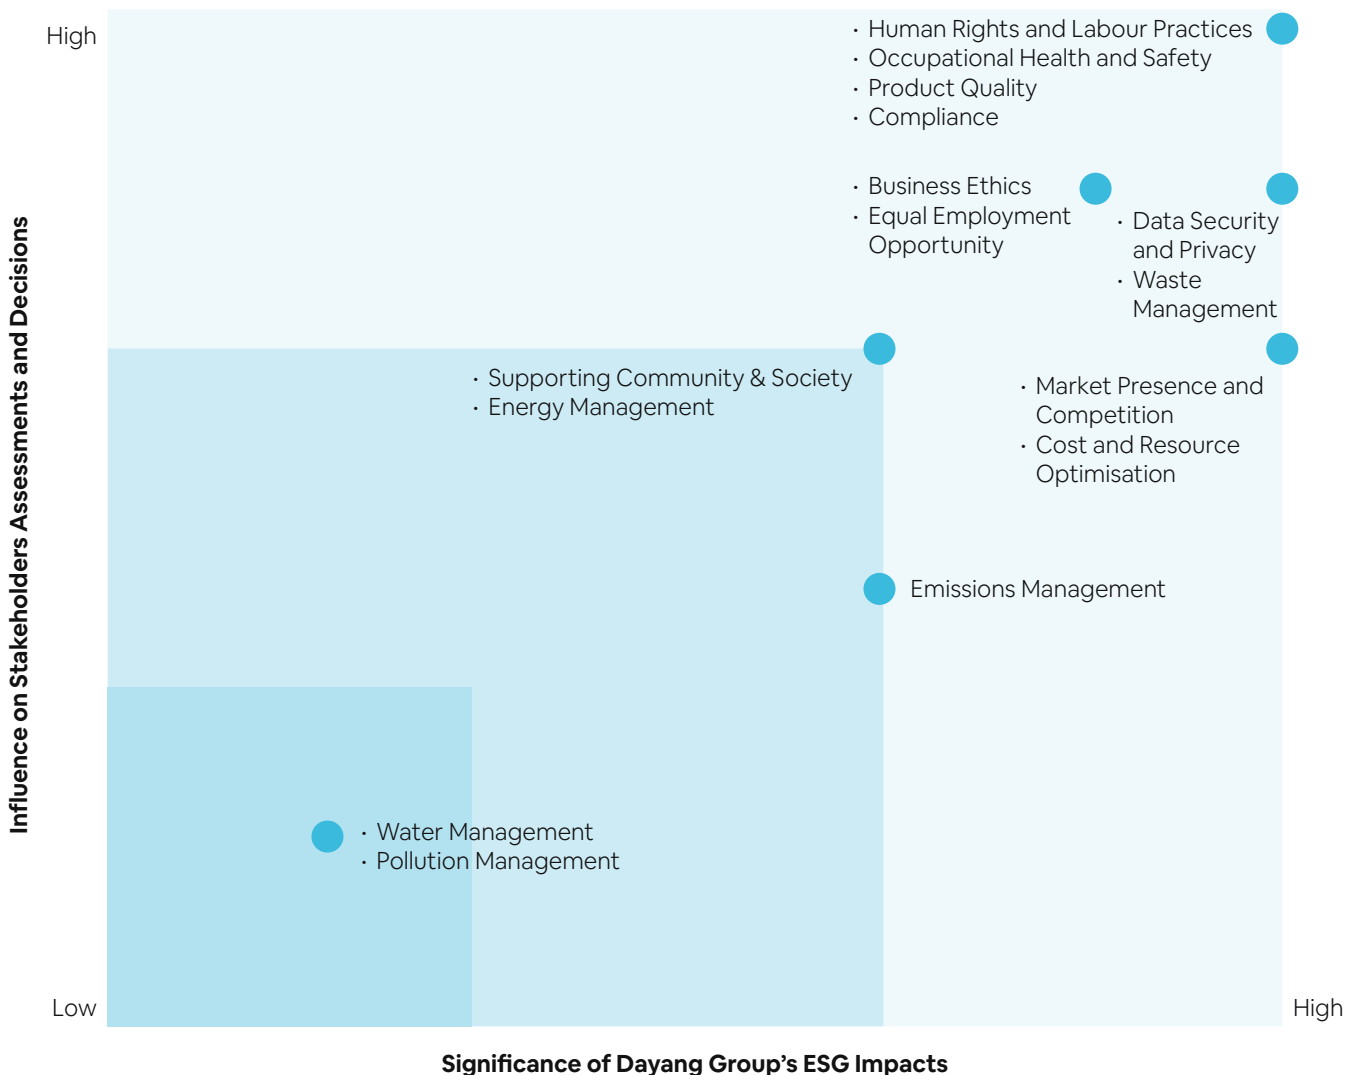 High
· Human Rights and Labour Practices
· Occupational Health and Safety
· Product Quality
· Compliance
· Business Ethics
· Equal Employment
Opportunity
· Data Security
and Privacy
· Waste
Management
· Supporting Community & Society
· Energy Management
· Market Presence and
Competition
· Cost and Resource
Optimisation
Emissions Management
· Water Management
· Pollution Management
Influence on Stakeholders Assessments and Decisions
Low
High
Significance of Dayang Group’s ESG Impacts